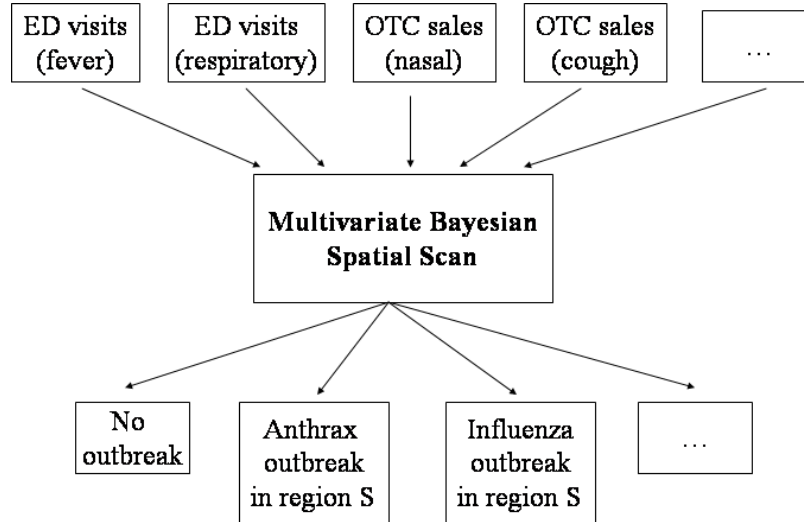 ED visits
(fever)
ED visits
(respiratory)
OTC sales
(nasal)
OTC sales
(cough)
...
Multivariate Bayesian
Spatial Scan
No
outbreak
Anthrax
outbreak
in region S
Influenza
outbreak
in region S
...